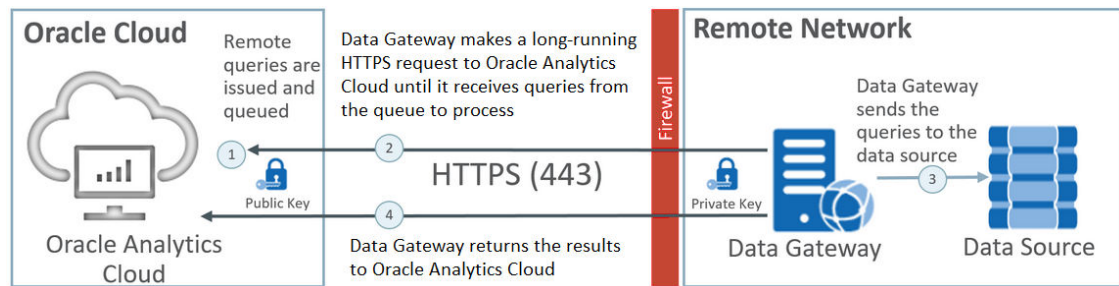 Oracle Cloud
Remote
queries are
issued and
queued
1
Public Key
Oracle Analytics
Cloud
Data Gateway makes a long-running
HTTPS request to Oracle Analytics
Cloud until it receives queries from
the queue to process
2
HTTPS (443)
4
Data Gateway returns the results
to Oracle Analytics Cloud
Firewall
Remote Network
Private Key
Data Gateway
Data Gateway
sends the
queries to the
data source
3
Data Source